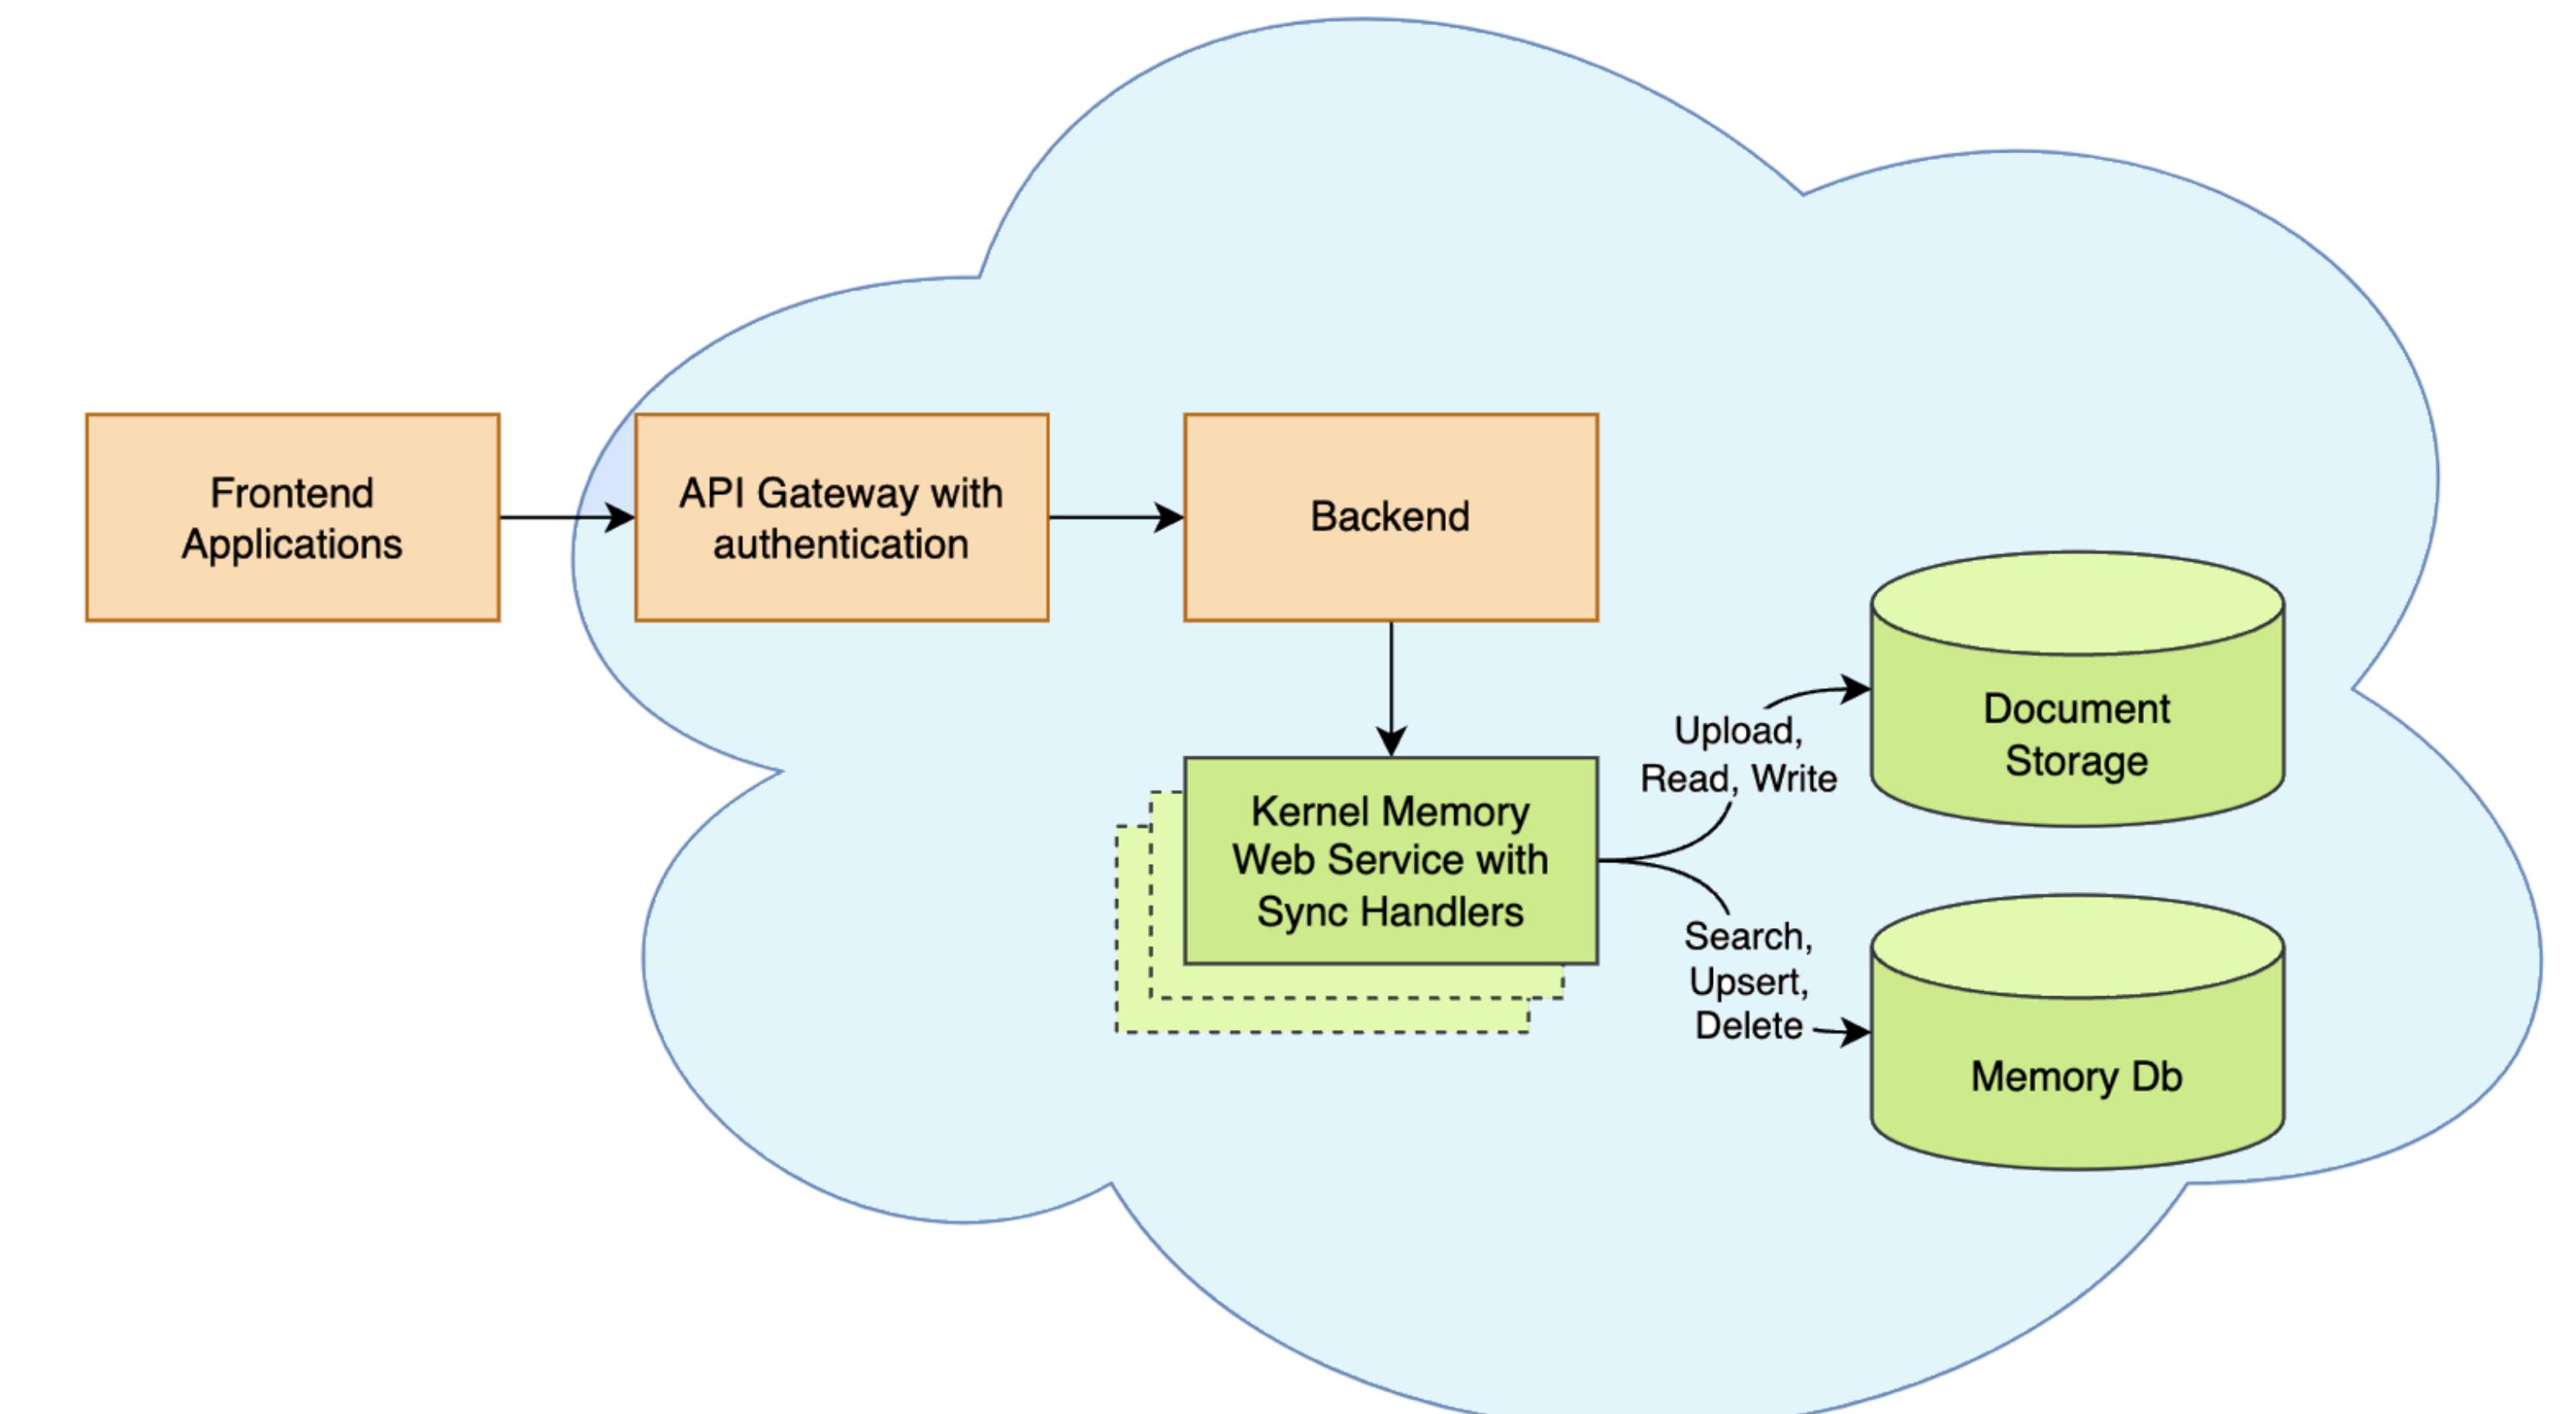 Frontend
Applications
API Gateway with
authentication
Backend
Kernel Memory
Web Service with
Sync Handlers
Upload,
Read, Write
Document
Storage
Search,
Upsert,
Delete
Memory Db